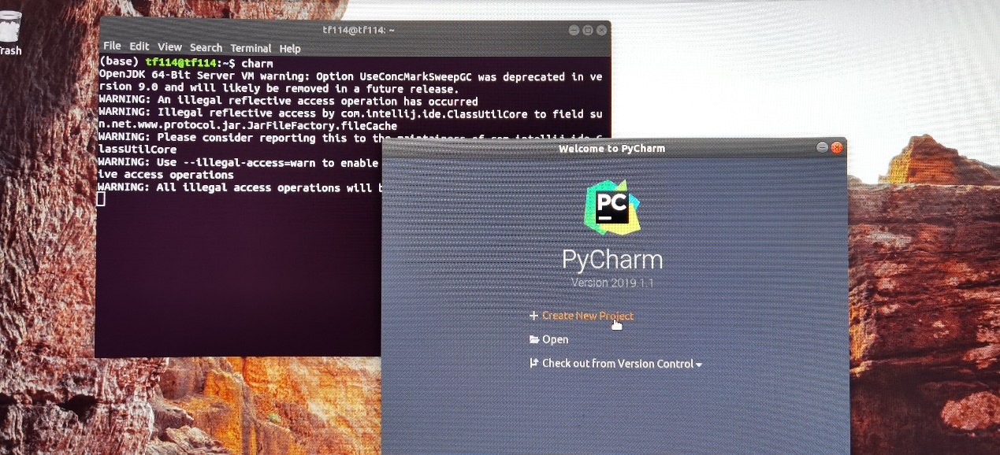 Trash
tf114@tf114: ~
File Edit View Search Terminal Help
(base) tf114@tf114:~$ charm
OpenJDK 64-Bit Server VM warning: Option UseConcMarkSweepGC was deprecated in ve
rsion 9.0 and will likely be removed in a future release.
WARNING: An illegal reflective access operation has occurred
WARNING: Illegal reflective access by com.intellij.ide.ClassUtilCore to field su
n.net.www.protocol.jar.JarFileFactory.fileCache
WARNING: Please consider reporting this to the maintainers of com.intellij.ide.C
lassUtilCore
WARNING: Use --illegal-access=warn to enable
ive access operations
WARNING: All illegal access operations will b
Welcome to PyCharm
PC
PyCharm
Version 2019.1.1
Create New Project
Open
Check out from Version Control